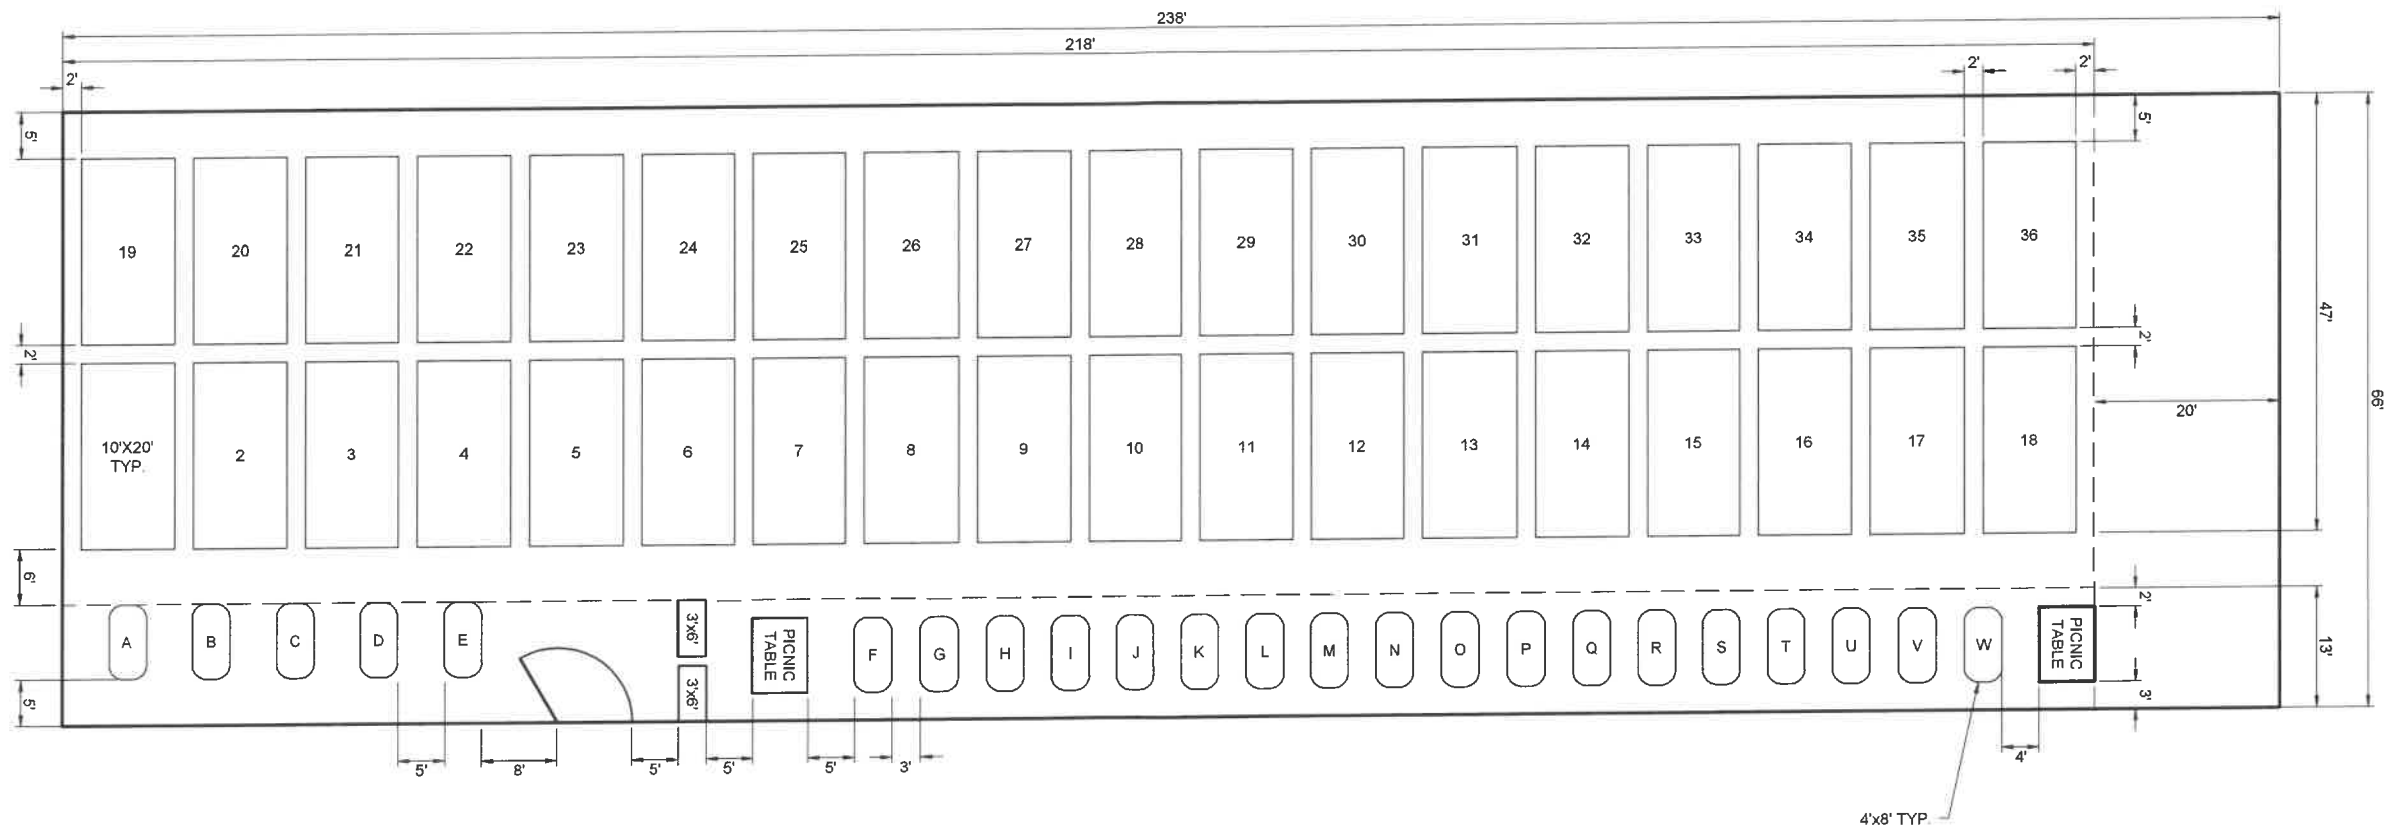 238'
218'
2'
2'
2'
5'
5'
19
20
21
22
23
24
25
26
27
28
29
30
31
32
33
34
35
36
47'
2'
2'
66'
20'
10'X20'
TYP.
2
3
4
5
6
7
8
9
10
11
12
13
14
15
16
17
18
6'
2'
3'x6'
PICNIC
TABLE
A
B
C
D
E
F
G
H
I
J
K
L
M
N
O
P
Q
R
S
T
U
V
W
PICNIC
TABLE
13'
3'x6'
5'
3'
5'
8'
5'
5'
5'
3'
4'
4'x8' TYP.